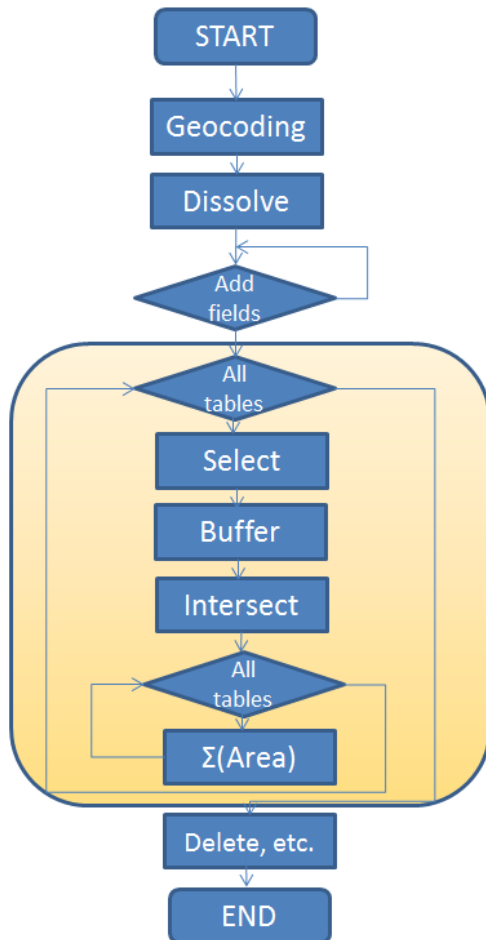 START
Geocoding
Dissolve
Add
fields
All
tables
Select
Buffer
Intersect
All
tables
Σ(Area)
Delete, etc.
END